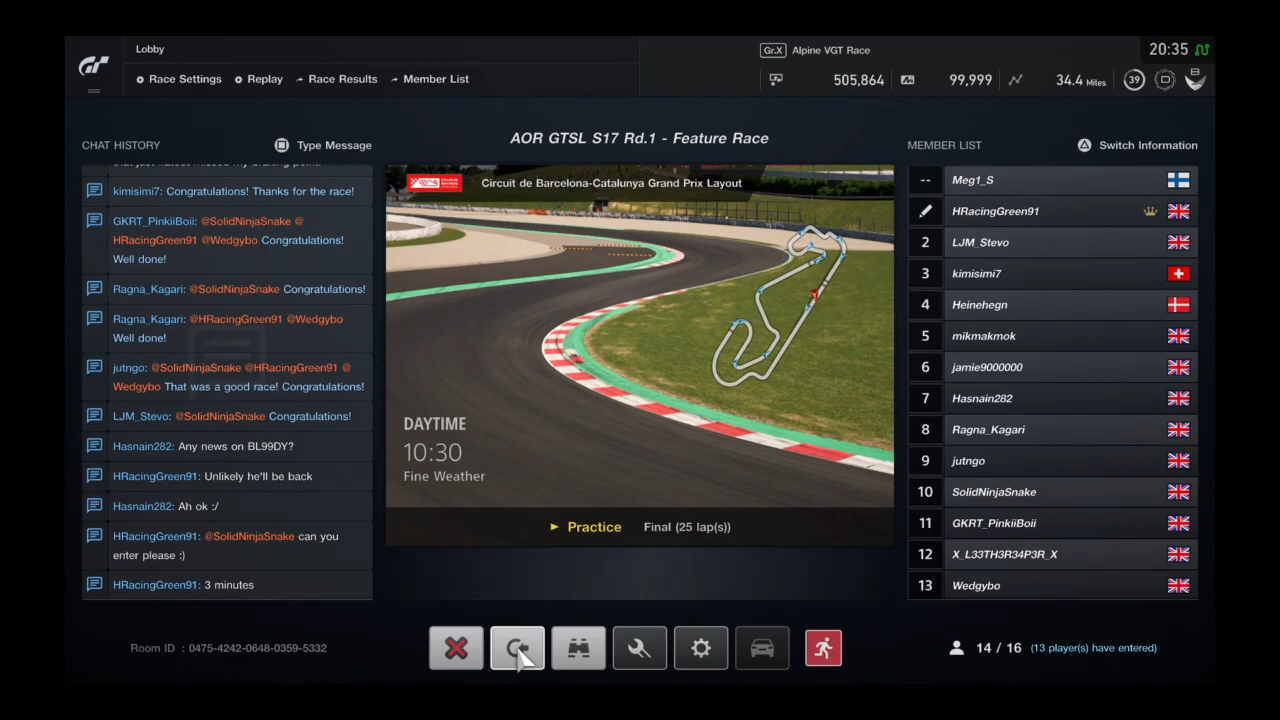 Lobby
Race Settings
Replay
Race Results
Member List
Gr.X
Alpine VGT Race
20:35
505,864
99,999
34.4 Miles
39
D
B
CHAT HISTORY
Type Message
that just flatout missed my braking point
kimisimi7: Congratulations! Thanks for the race!
GKRT_PinkiiBoii: @SolidNinjaSnake @
HRacingGreen91 @Wedgybo Congratulations!
Well done!
Ragna_Kagari: @SolidNinjaSnake Congratulations!
Ragna_Kagari: @HRacingGreen91 @Wedgybo
Well done!
jutngo: @SolidNinjaSnake @HRacingGreen91 @
Wedgybo That was a good race! Congratulations!
LJM_Stevo: @SolidNinjaSnake Congratulations!
Hasnain282: Any news on BL99DY?
HRacingGreen91: Unlikely he'll be back
Hasnain282: Ah ok :/
HRacingGreen91: @SolidNinjaSnake can you
enter please :)
HRacingGreen91: 3 minutes
AOR GTSL S17 Rd.1 - Feature Race
Circuit de Barcelona-Catalunya Grand Prix Layout
DAYTIME
10:30
Fine Weather
Practice
Final (25 lap(s))
MEMBER LIST
Switch Information
-- Meg1_S
HRacingGreen91
2 LJM_Stevo
3 kimisimi7
4 Heinehegn
5 mikmakmok
6 jamie9000000
7 Hasnain282
8 Ragna_Kagari
9 jutngo
10 SolidNinjaSnake
11 GKRT_PinkiiBoii
12 X_L33TH3R34P3R_X
13 Wedgybo
Room ID : 0475-4242-0648-0359-5332
14 / 16 (13 player(s) have entered)